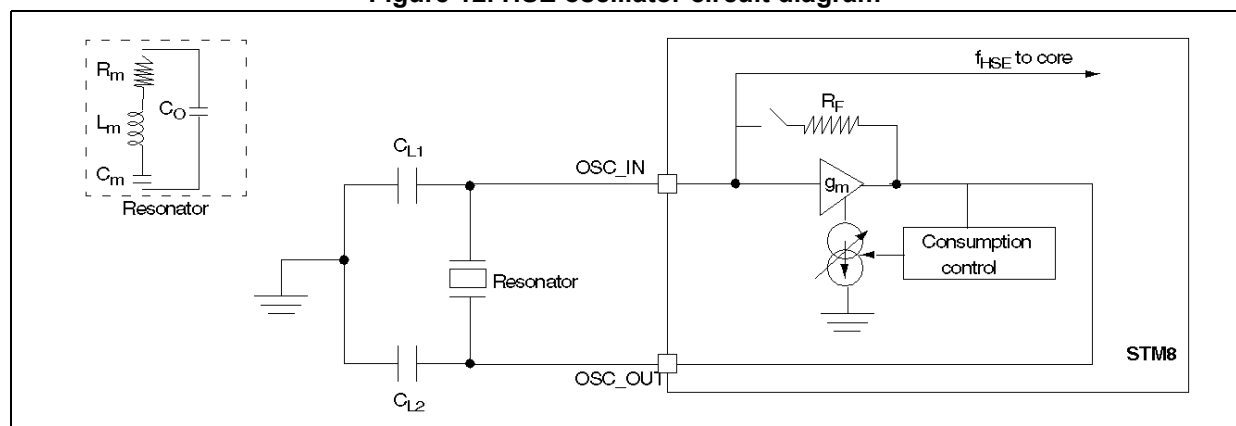 Figure 12. HSE oscillator circuit diagram
fHSE to core
Rm
CO
RF
Lm
CL1
OSC_IN
Cm
gm
Resonator
Consumption
control
Resonator
STM8
OSC_OUT
CL2